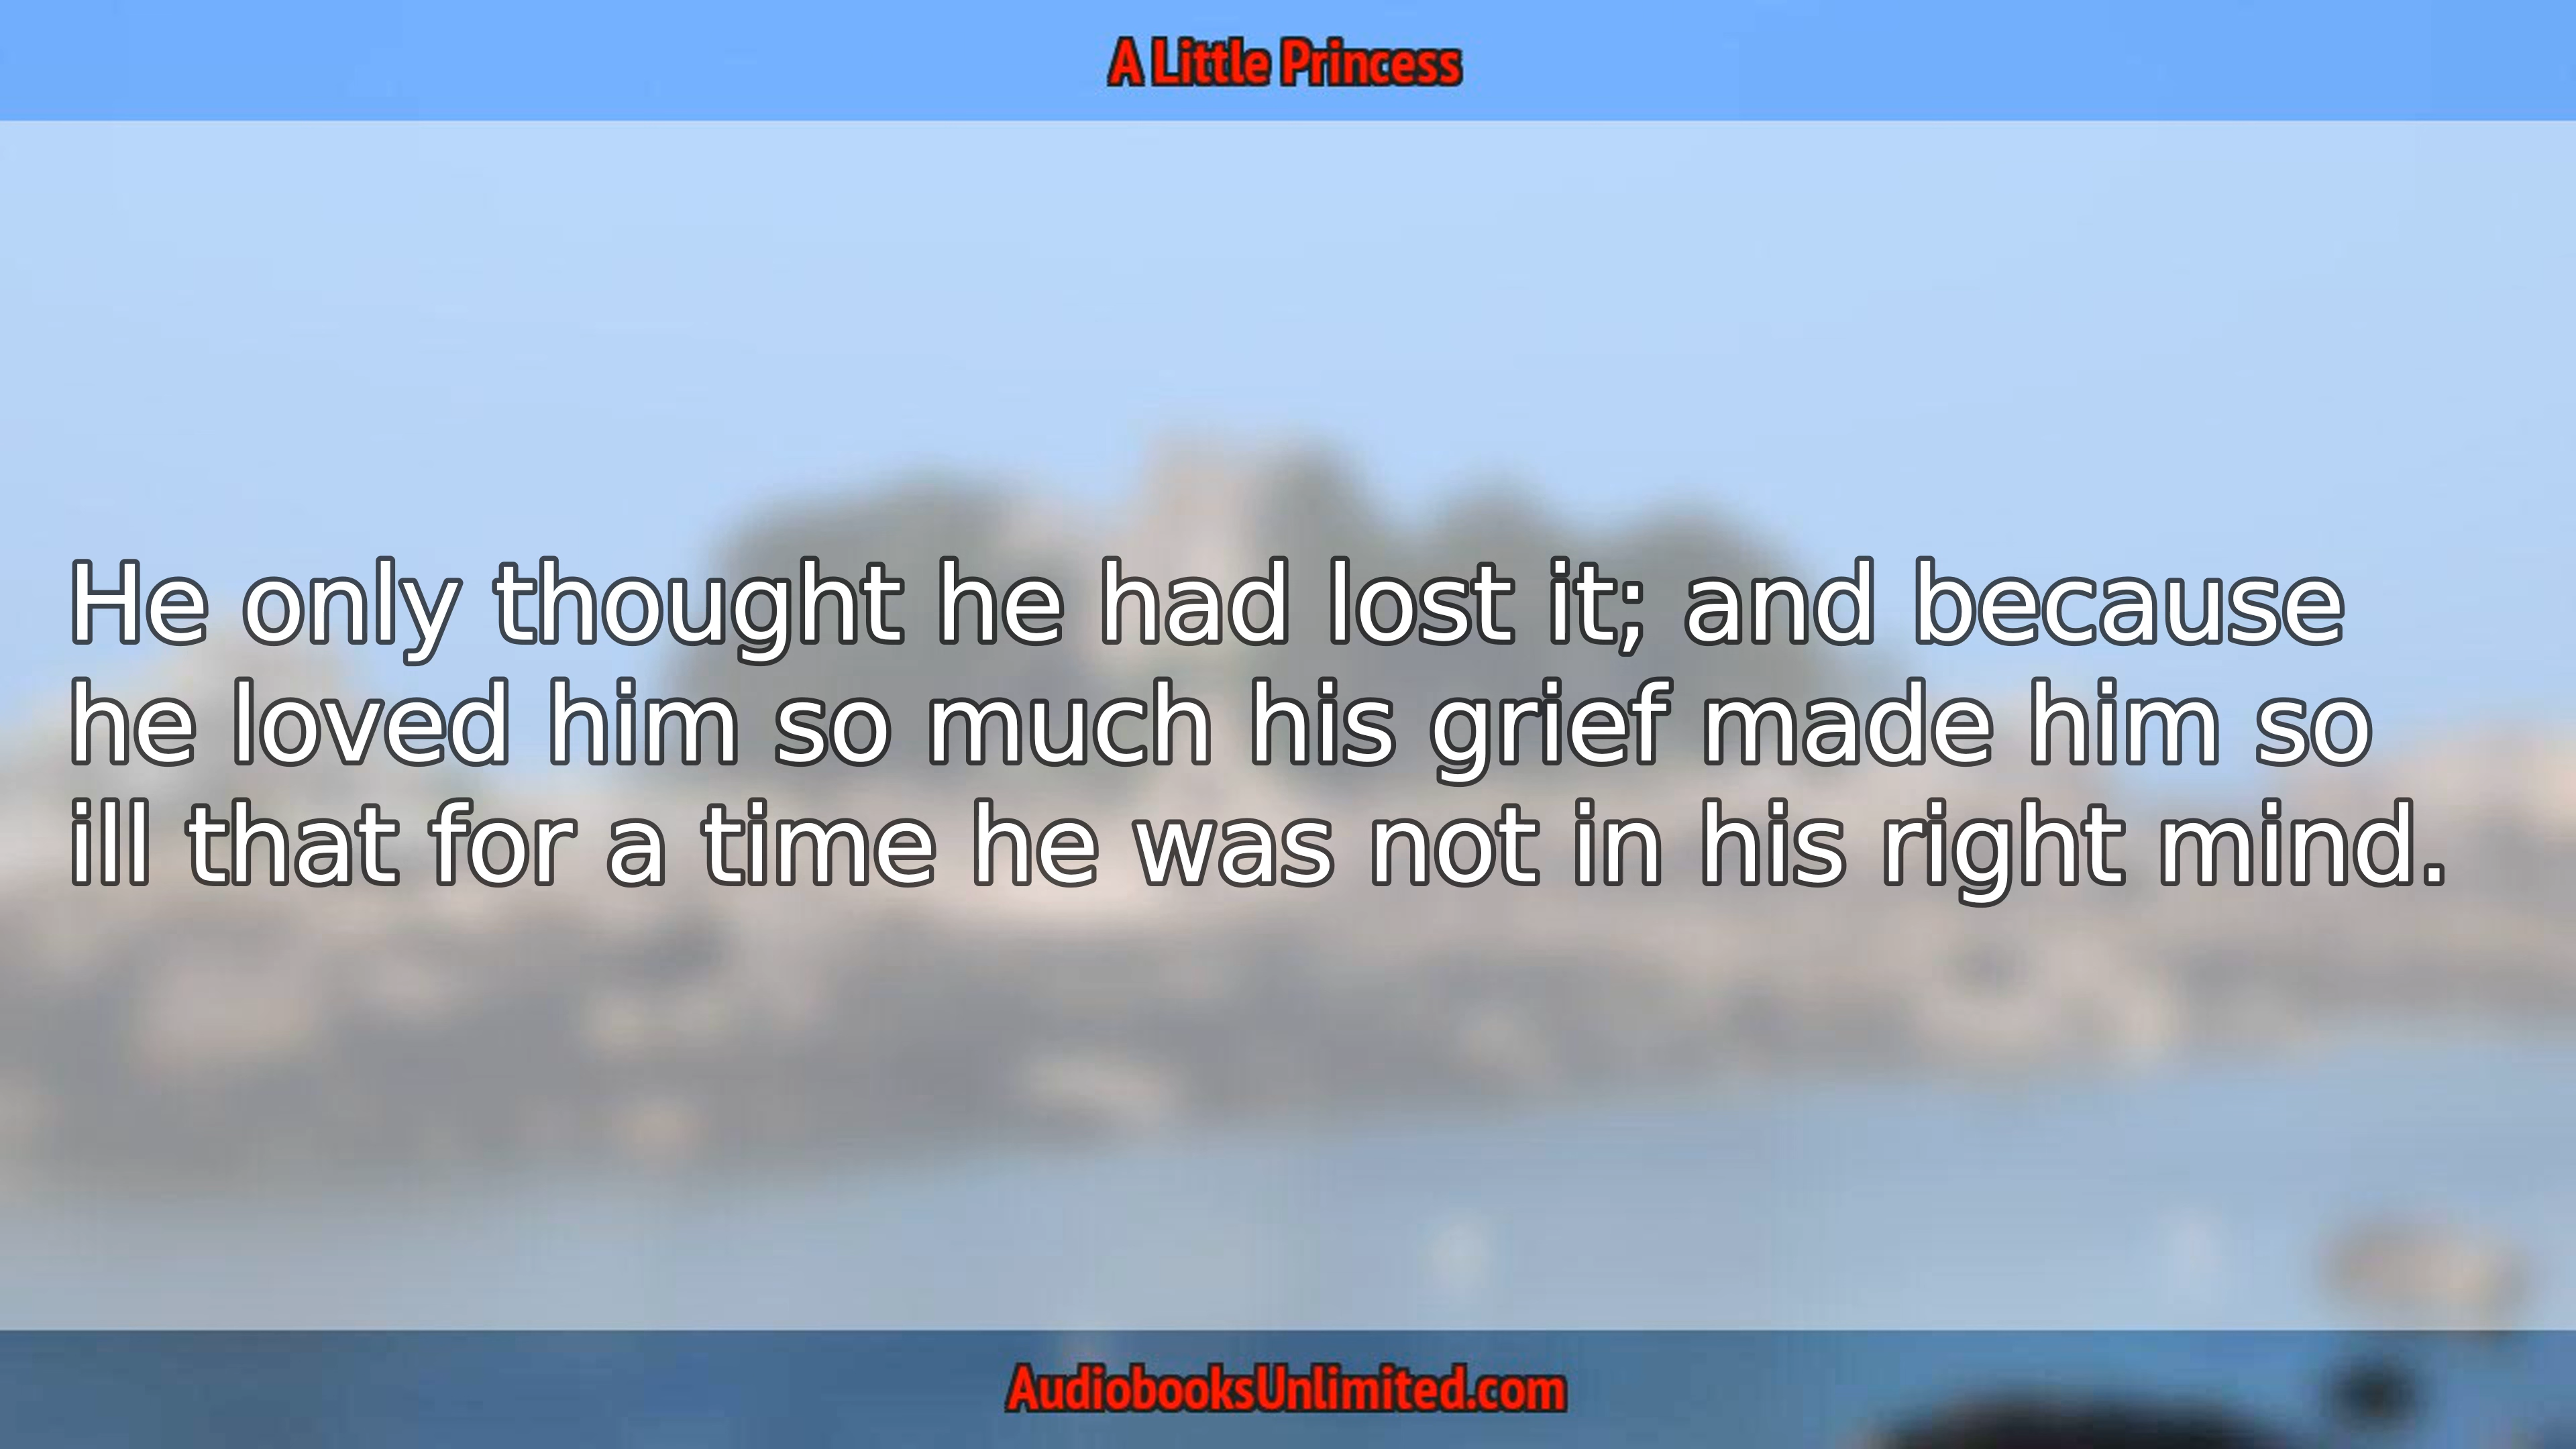 A Little Princess
He only thought he had lost it; and because
he loved him so much his grief made him so
ill that for a time he was not in his right mind.
AudiobooksUnlimited.com